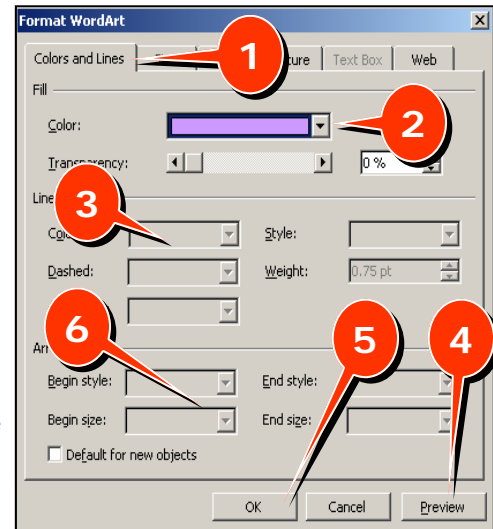 Format WordArt
Colors and Lines Text Box Web
1
Fill
Color:
2
Transparency: 0 %
Line
3
Style:
Dashed: Weight: 0.75 pt
6 5 4
Begin style: End style:
Begin size: End size:
Default for new objects
OK Cancel Preview